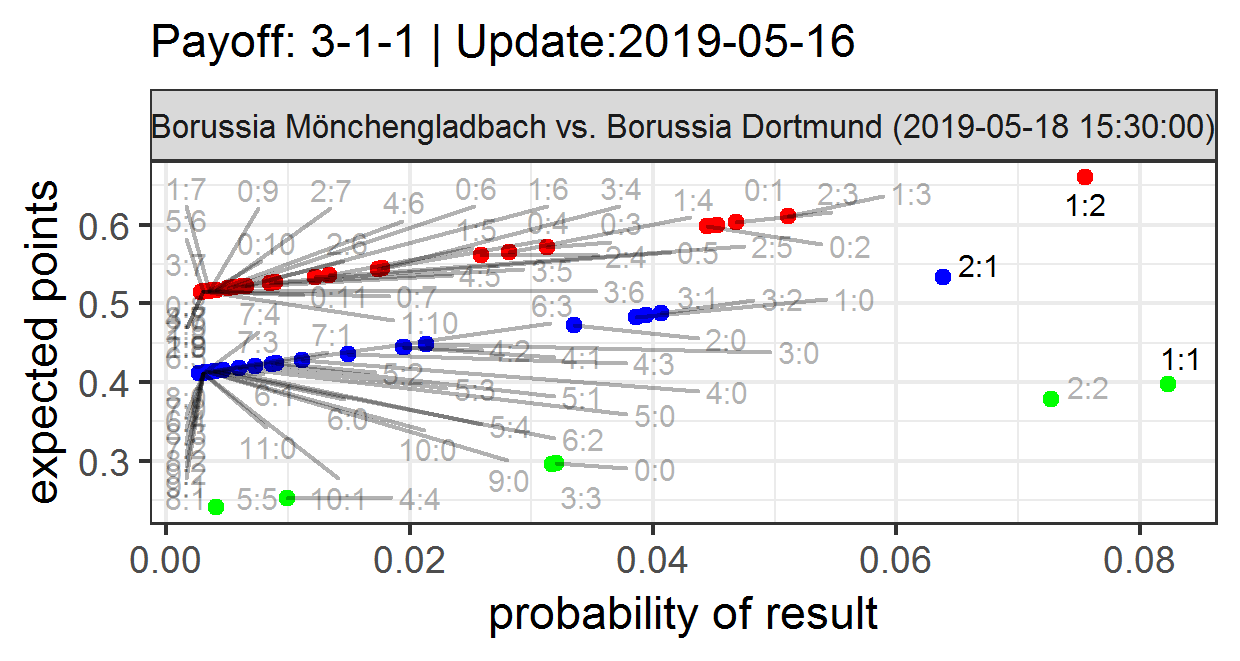 Payoff: 3-1-1 | Update:2019-05-16
Borussia Mönchengladbach vs. Borussia Dortmund (2019-05-18 15:30:00)
expected points
0.6
0.5
0.4
0.3
1:7 0:9 2:7 4:6 0:6 1:6 3:4 1:4 0:1 2:3 1:3
1:2
5:6 0:10 2:6 1:5 0:4 0:3 0:2
3:7 4:5 3:5 2:4 0:5 2:5
2:1
0:11 0:7 3:6 3:1 3:2 1:0
7:4 7:3 7:1 1:10 6:3 2:0
4:2 4:1 4:3 3:0
1:1
5:2 5:3 5:1 4:0 2:2
6:1 6:0 5:4 5:0
11:0 10:0 6:2
9:0 0:0
8:1 5:5 10:1 4:4 3:3
0.00 0.02 0.04 0.06 0.08
probability of result